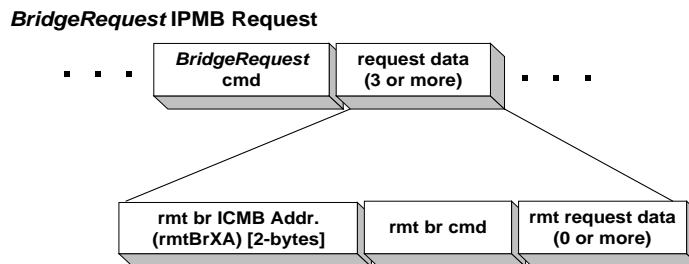 BridgeRequest IPMB Request
BridgeRequest
cmd
request data
(3 or more)
rmt br ICMB Addr.
(rmtBrXA) [2-bytes]
rmt br cmd
rmt request data
(0 or more)